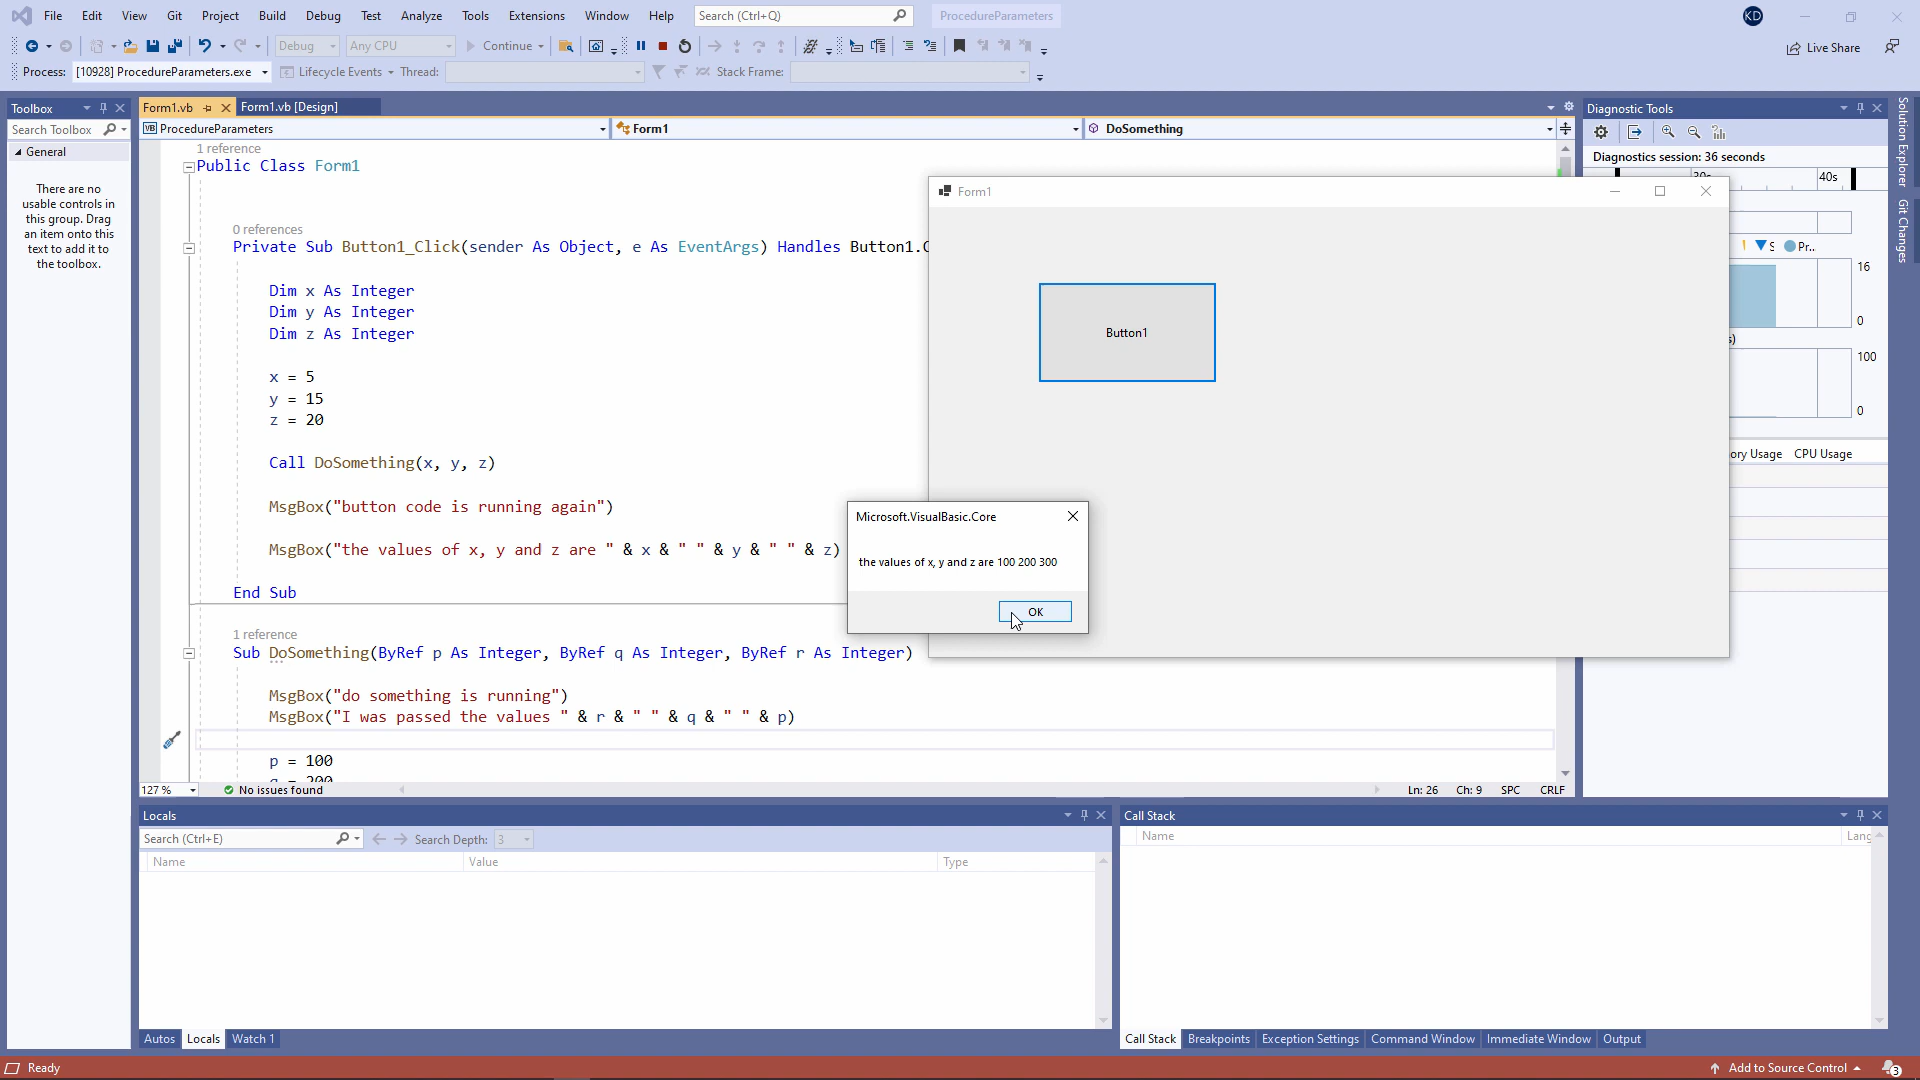 File Edit View Git Project Build Debug Test Analyze Tools Extensions Window Help Search (Ctrl+Q) ProcedureParameters KD
Debug Any CPU Continue Live Share
Process: [10928] ProcedureParameters.exe Lifecycle Events Thread: Stack Frame:
Toolbox
Search Toolbox
General
There are no
usable controls in
this group. Drag
an item onto this
text to add it to
the toolbox.
Form1.vb Form1.vb [Design]
VB ProcedureParameters Form1 DoSomething
1 reference
Public Class Form1
0 references
Private Sub Button1_Click(sender As Object, e As EventArgs) Handles Button1.C
Dim x As Integer
Dim y As Integer
Dim z As Integer
x = 5
y = 15
z = 20
Call DoSomething(x, y, z)
MsgBox("button code is running again")
MsgBox("the values of x, y and z are " & x & " " & y & " " & z)
End Sub
1 reference
Sub DoSomething(ByRef p As Integer, ByRef q As Integer, ByRef r As Integer)
MsgBox("do something is running")
MsgBox("I was passed the values " & r & " " & q & " " & p)
p = 100
q = 200
127 % No issues found Ln: 26 Ch: 9 SPC CRLF
Form1
Button1
Microsoft.VisualBasic.Core
the values of x, y and z are 100 200 300
OK
Diagnostic Tools
Diagnostics session: 36 seconds
30s 40s
S Pr...
16
0
s)
100
0
ory Usage CPU Usage
Solution Explorer
Git Changes
Locals
Search (Ctrl+E) Search Depth: 3
Name Value Type
Autos Locals Watch 1
Call Stack
Name Lang
Call Stack Breakpoints Exception Settings Command Window Immediate Window Output
Ready Add to Source Control 3